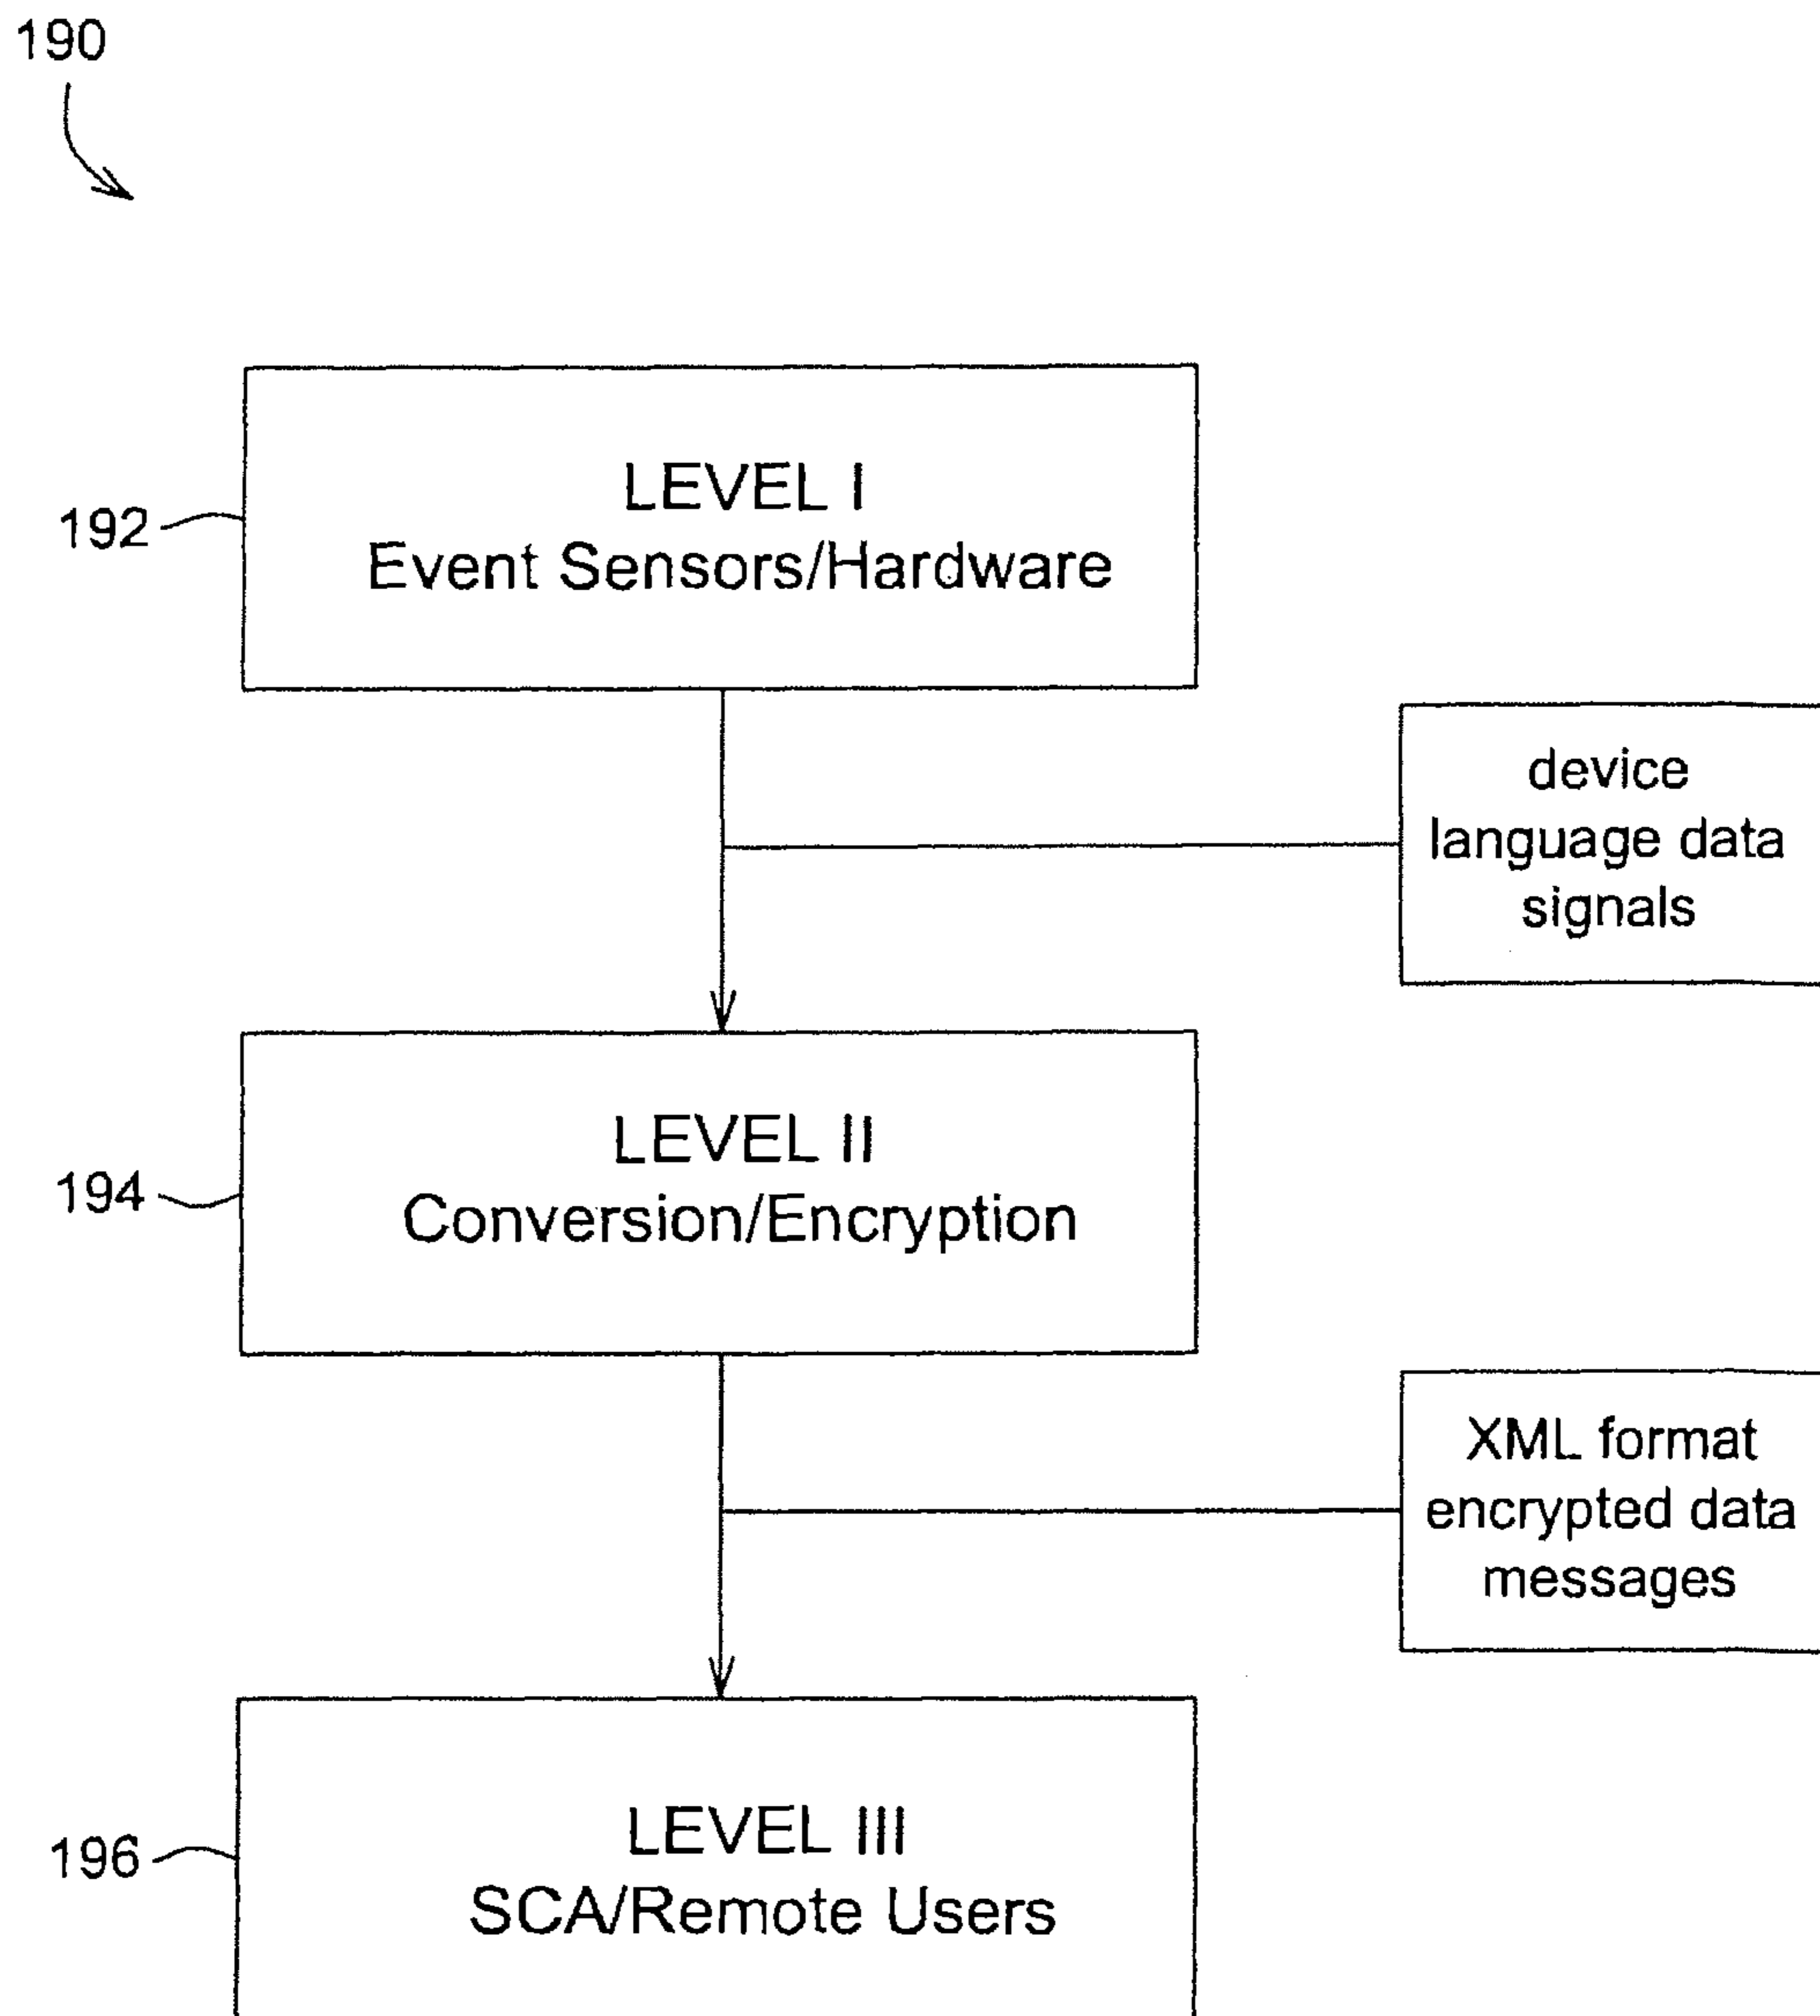 190
192
LEVEL I
Event Sensors/Hardware
device
language data
signals
194
LEVEL II
Conversion/Encryption
XML format
encrypted data
messages
196
LEVEL III
SCA/Remote Users